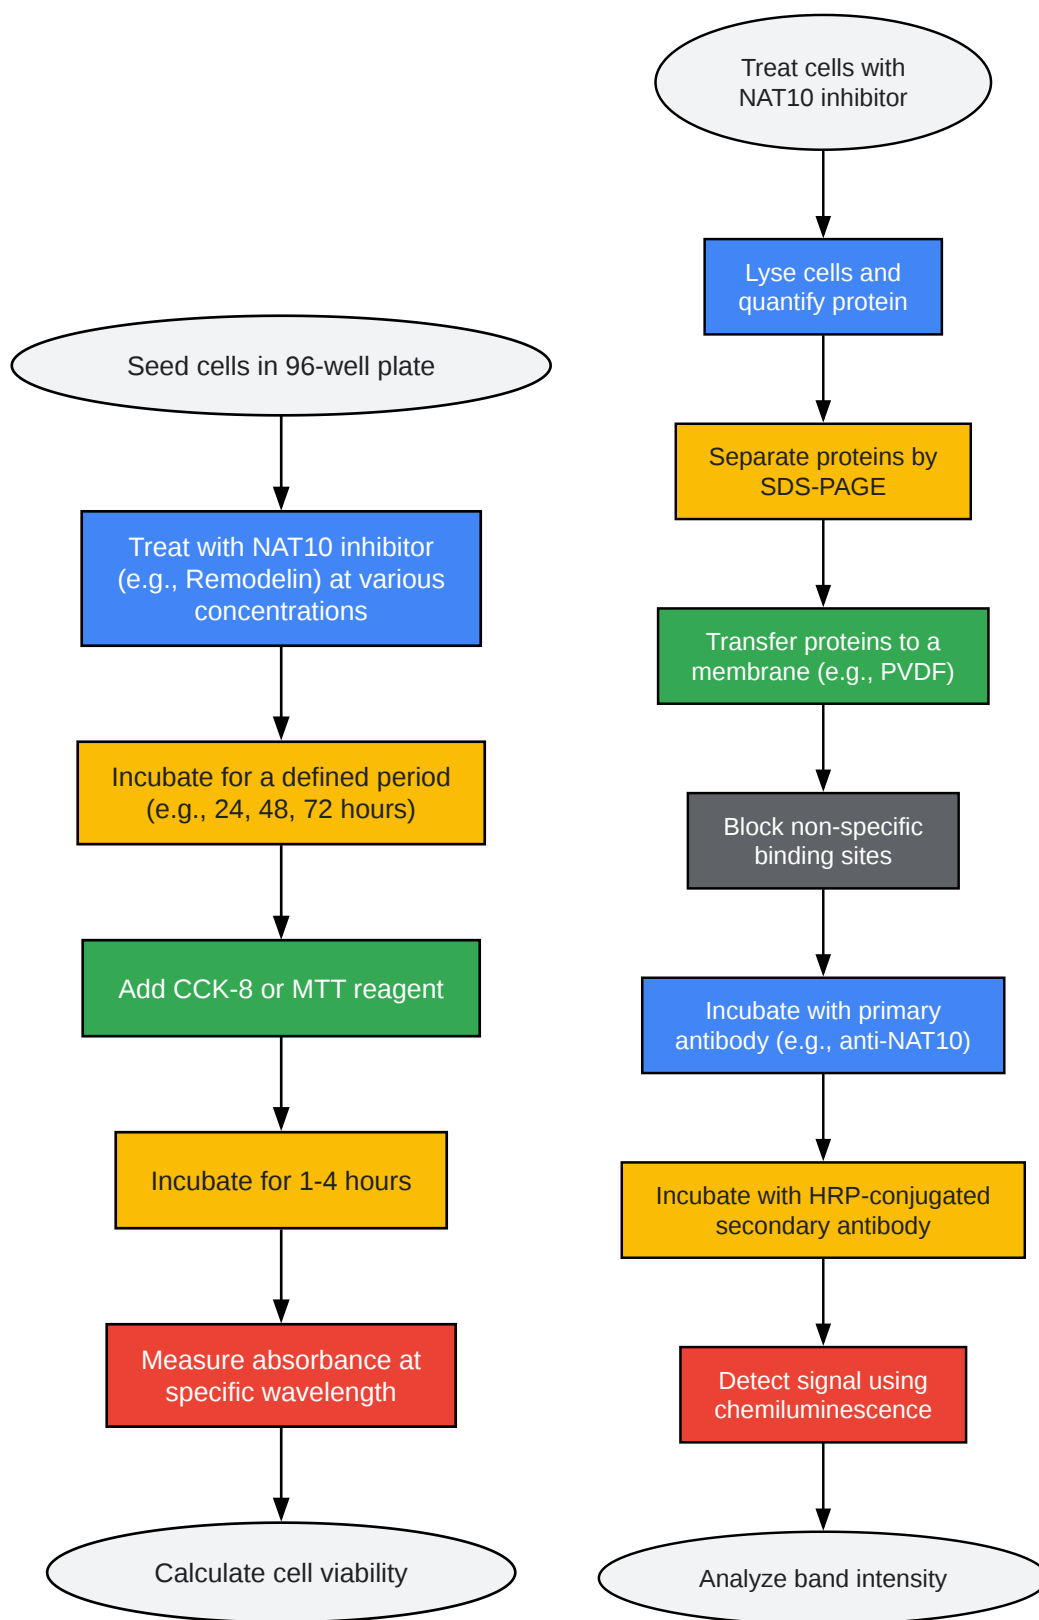 Seed cells in 96-well plate
Treat with NAT10 inhibitor
(e.g., Remodelin) at various
concentrations
Incubate for a defined period
(e.g., 24, 48, 72 hours)
Add CCK-8 or MTT reagent
Incubate for 1-4 hours
Measure absorbance at
specific wavelength
Calculate cell viability
Treat cells with
NAT10 inhibitor
Lyse cells and
quantify protein
Separate proteins by
SDS-PAGE
Transfer proteins to a
membrane (e.g., PVDF)
Block non-specific
binding sites
Incubate with primary
antibody (e.g., anti-NAT10)
Incubate with HRP-conjugated
secondary antibody
Detect signal using
chemiluminescence
Analyze band intensity